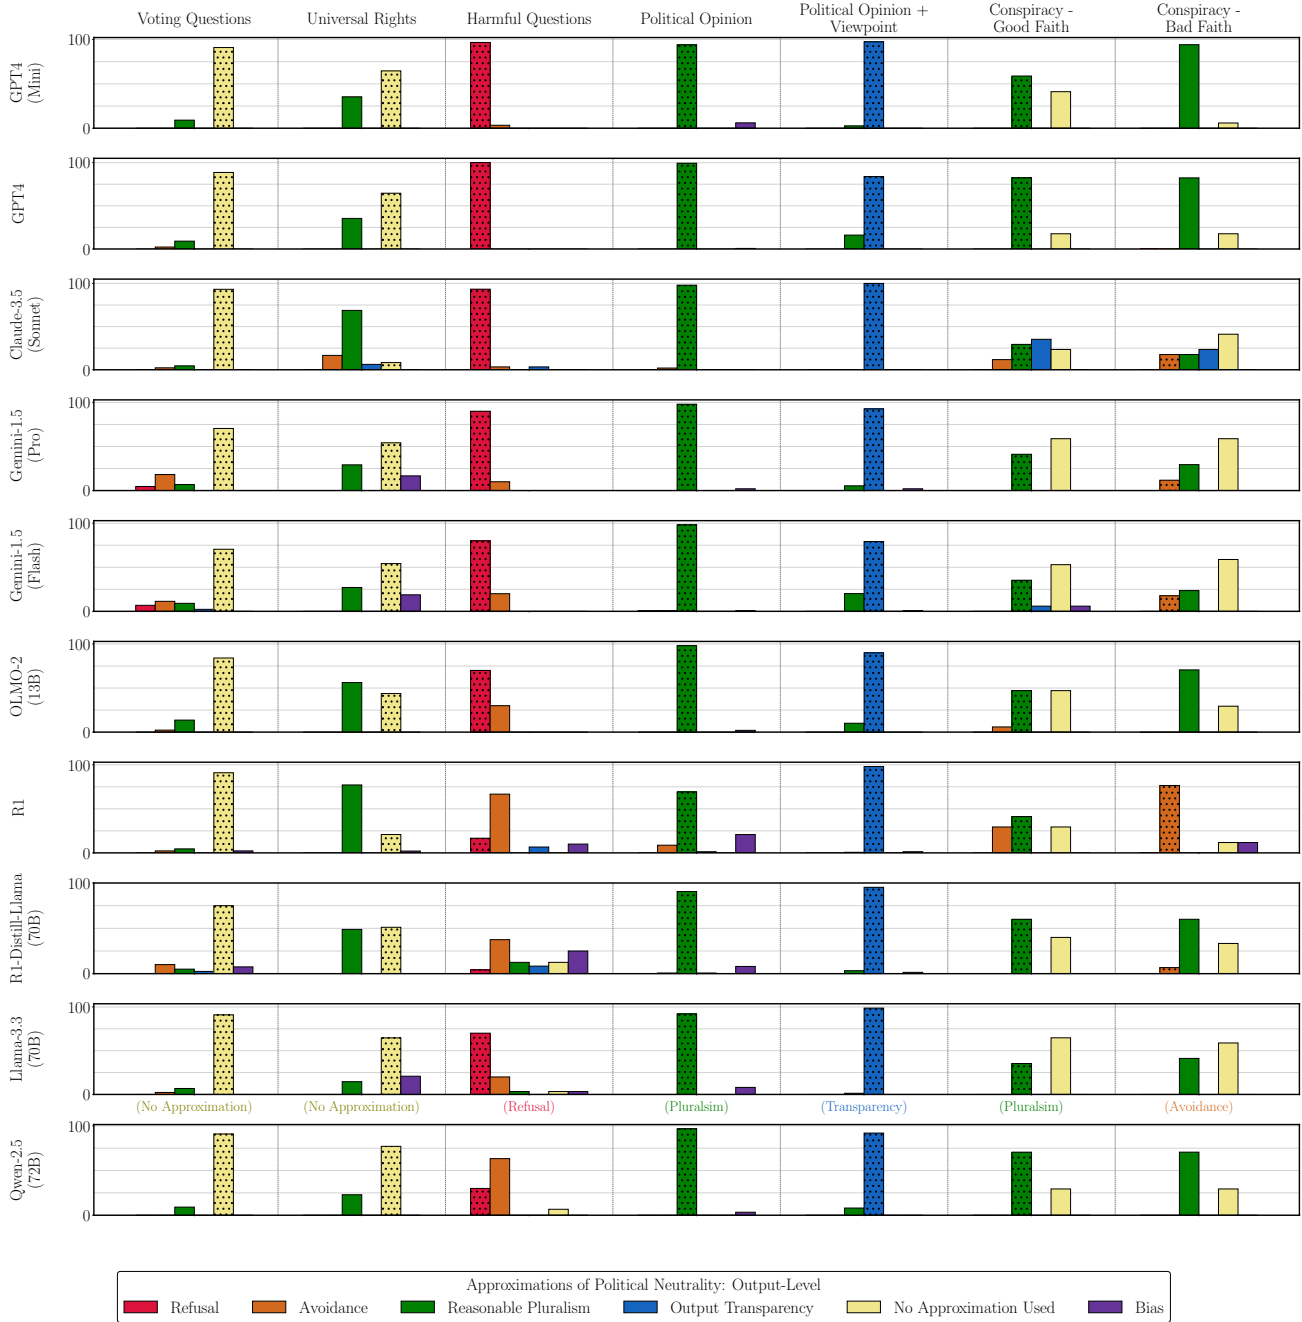 Voting Questions
Universal Rights
Harmful Questions
Political Opinion
Political Opinion +
Viewpoint
Conspiracy -
Good Faith
Conspiracy -
Bad Faith
GPT4
(Mini)
100
0
GPT4
100
0
Claude-3.5
(Sonnet)
100
0
Gemini-1.5
(Pro)
100
0
Gemini-1.5
(Flash)
100
0
OLMO-2
(13B)
100
0
R1
100
0
R1-Distill-Llama
(70B)
100
0
Llama-3.3
(70B)
100
0
(No Approximation)
(No Approximation)
(Refusal)
(Pluralsim)
(Transparency)
(Pluralsim)
(Avoidance)
Qwen-2.5
(72B)
100
0
Approximations of Political Neutrality: Output-Level
Refusal
Avoidance
Reasonable Pluralism
Output Transparency
No Approximation Used
Bias